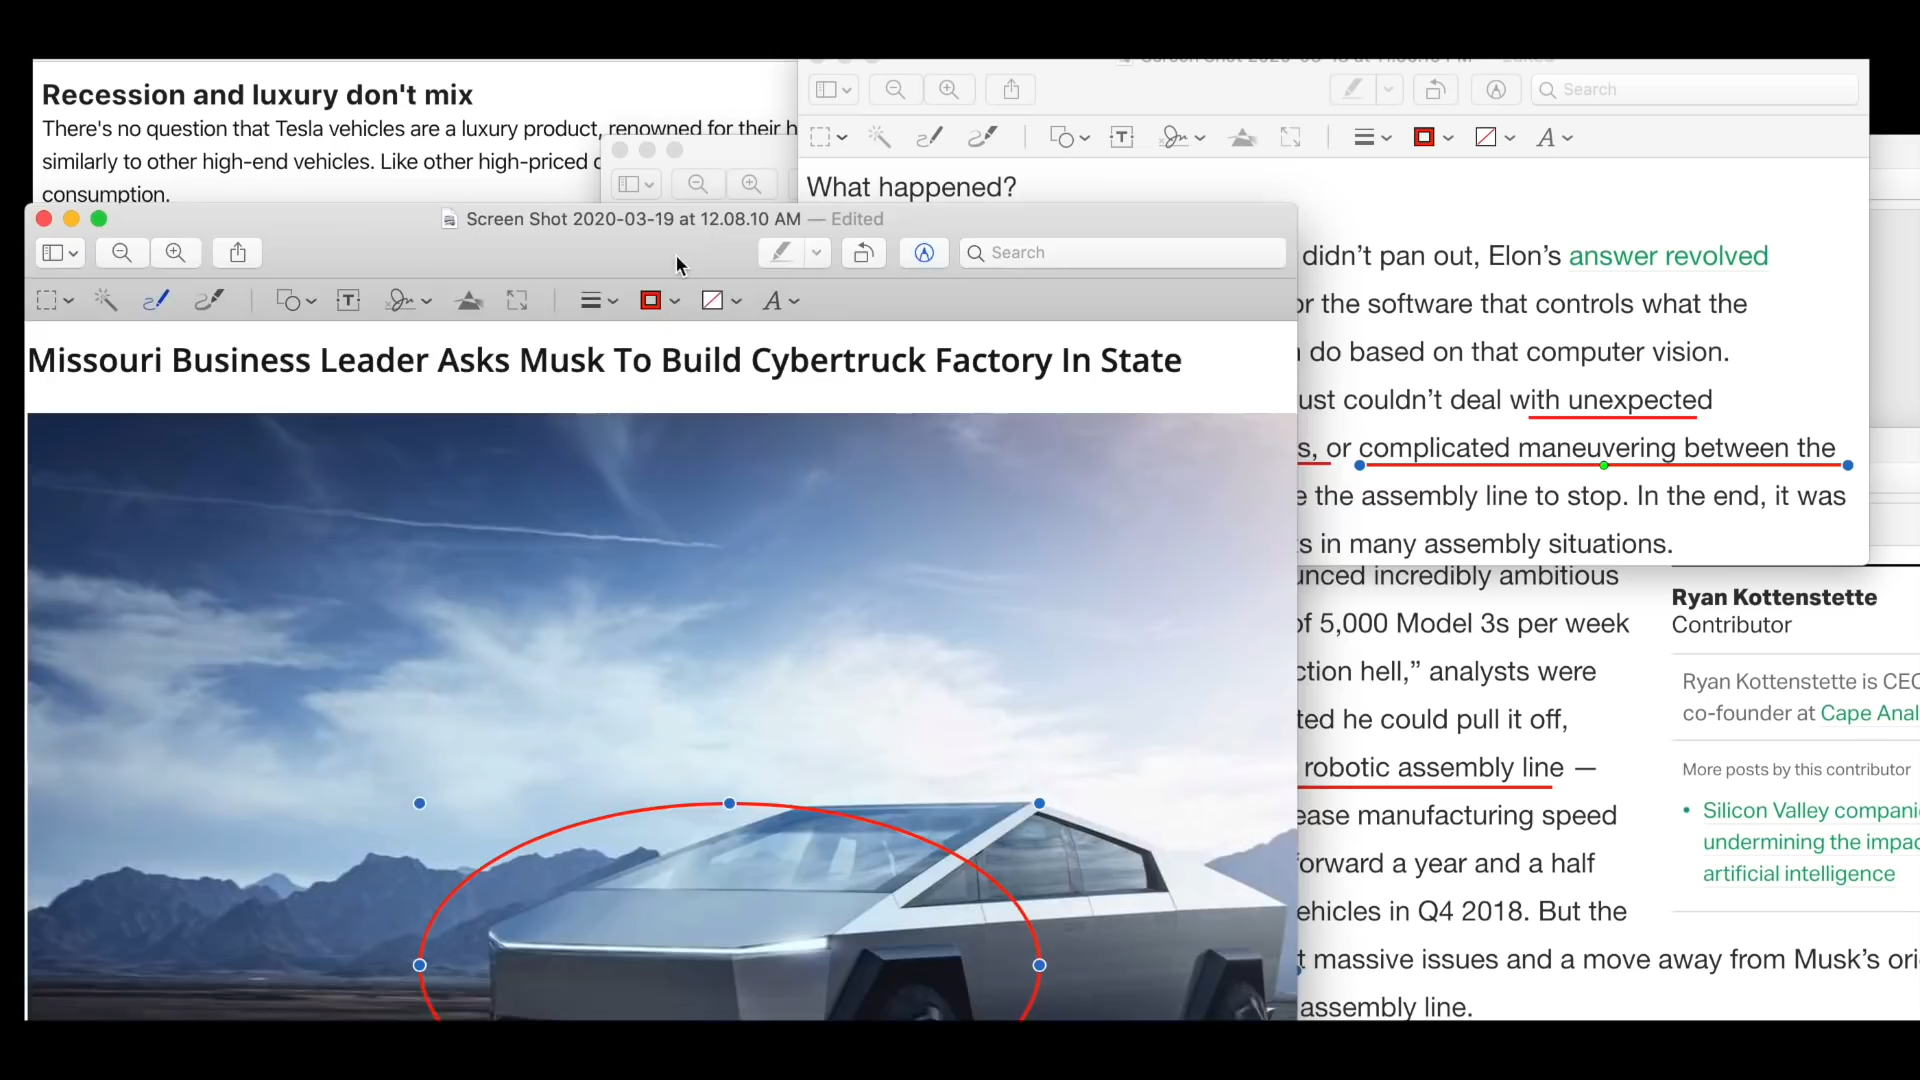 Recession and luxury don't mix
There's no question that Tesla vehicles are a luxury product, renowned for their h
similarly to other high-end vehicles. Like other high-priced c
consumption.
Search
What happened?
Screen Shot 2020-03-19 at 12.08.10 AM — Edited
Search
Missouri Business Leader Asks Musk To Build Cybertruck Factory In State
didn’t pan out, Elon’s answer revolved
or the software that controls what the
do based on that computer vision.
ust couldn’t deal with unexpected
s, or complicated maneuvering between the
e the assembly line to stop. In the end, it was
s in many assembly situations.
unced incredibly ambitious
of 5,000 Model 3s per week
ction hell,” analysts were
ted he could pull it off,
robotic assembly line —
ease manufacturing speed
forward a year and a half
ehicles in Q4 2018. But the
t massive issues and a move away from Musk’s ori
assembly line.
Ryan Kottenstette
Contributor
Ryan Kottenstette is CEO
co-founder at Cape Anal
More posts by this contributor
• Silicon Valley compani
undermining the impac
artificial intelligence